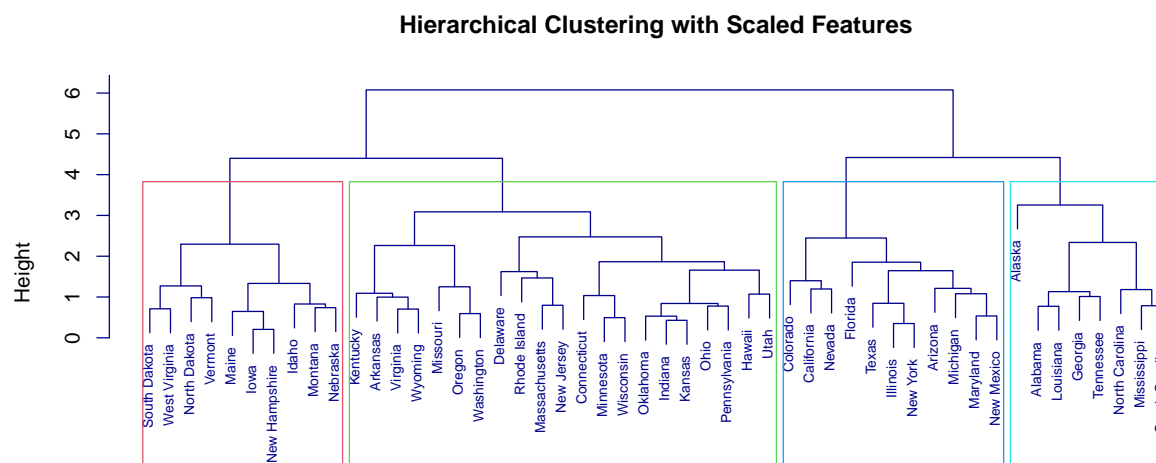 Hierarchical Clustering with Scaled Features
Height
6
5
4
3
2
1
0
South Dakota
West Virginia
North Dakota
Vermont
Maine
Iowa
New Hampshire
Idaho
Montana
Nebraska
Kentucky
Arkansas
Virginia
Wyoming
Missouri
Oregon
Washington
Delaware
Rhode Island
Massachusetts
New Jersey
Connecticut
Minnesota
Wisconsin
Oklahoma
Indiana
Kansas
Ohio
Pennsylvania
Hawaii
Utah
Colorado
California
Nevada
Florida
Texas
Illinois
New York
Arizona
Michigan
Maryland
New Mexico
Alaska
Alabama
Louisiana
Georgia
Tennessee
North Carolina
Mississippi